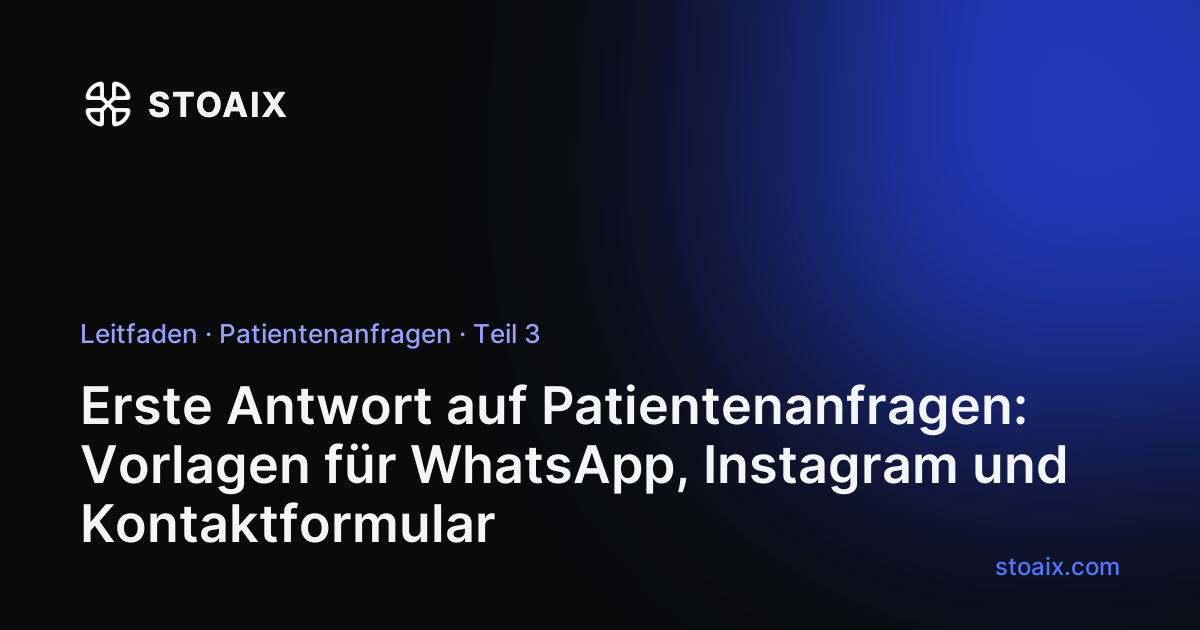 STOAIX
Leitfaden · Patientenanfragen · Teil 3
Erste Antwort auf Patientenanfragen:
Vorlagen für WhatsApp, Instagram und
Kontaktformular
stoaix.com